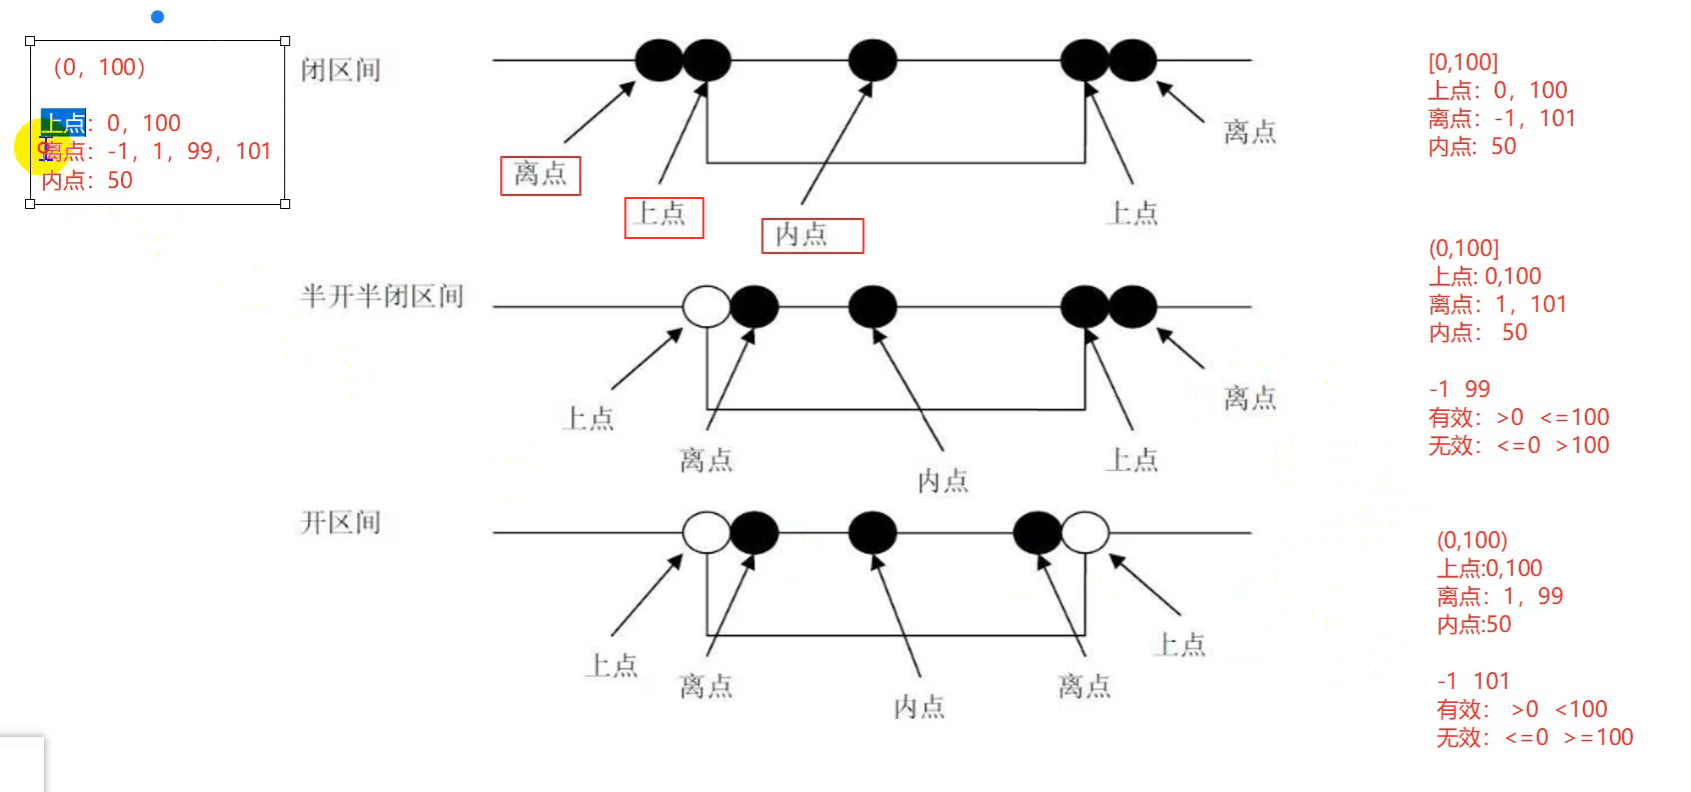 （0，100）
上点：0，100
离点：-1，1，99，101
内点：50
闭区间
离点
上点
内点
上点
离点
半开半闭区间
上点
离点
内点
上点
离点
开区间
上点
离点
内点
离点
上点
[0,100]
上点：0，100
离点：-1，101
内点：50
(0,100]
上点: 0,100
离点：1，101
内点： 50
-1 99
有效：>0 <=100
无效：<=0 >100
(0,100)
上点:0,100
离点：1，99
内点:50
-1 101
有效： >0 <100
无效：<=0 >=100